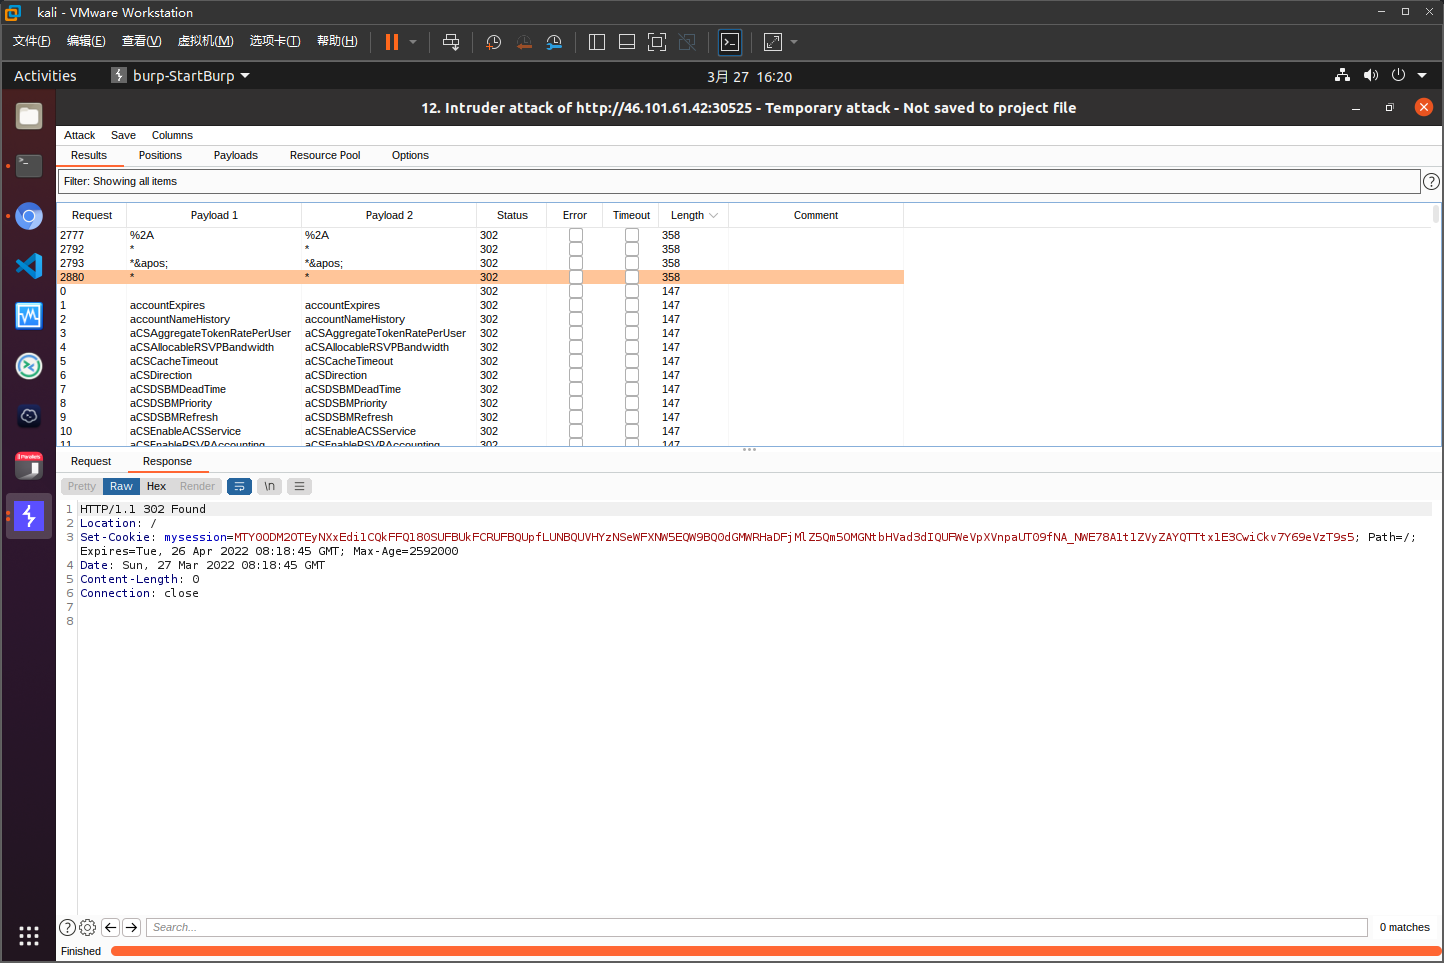 kali - VMware Workstation
文件(F) 编辑(E) 查看(V) 虚拟机(M) 选项卡(T) 帮助(H)
Activities burp-StartBurp 3月 27 16:20
12. Intruder attack of http://46.101.61.42:30525 - Temporary attack - Not saved to project file
Attack Save Columns
Results Positions Payloads Resource Pool Options
Filter: Showing all items
Request Payload 1 Payload 2 Status Error Timeout Length Comment
2777 %2A %2A 302 358
2792 * * 302 358
2793 *&apos; *&apos; 302 358
2880 * * 302 358
0 302 147
1 accountExpires accountExpires 302 147
2 accountNameHistory accountNameHistory 302 147
3 aCSAggregateTokenRatePerUser aCSAggregateTokenRatePerUser 302 147
4 aCSAllocableRSVPBandwidth aCSAllocableRSVPBandwidth 302 147
5 aCSCacheTimeout aCSCacheTimeout 302 147
6 aCSDirection aCSDirection 302 147
7 aCSDSBMDeadTime aCSDSBMDeadTime 302 147
8 aCSDSBMPriority aCSDSBMPriority 302 147
9 aCSDSBMRefresh aCSDSBMRefresh 302 147
10 aCSEnableACSService aCSEnableACSService 302 147
11 aCSEnableRSVPAccounting aCSEnableRSVPAccounting 302 147
Request Response
Pretty Raw Hex Render \n
1 HTTP/1.1 302 Found
2 Location: /
3 Set-Cookie: mysession=; Path=/;
Expires=Tue, 26 Apr 2022 08:18:45 GMT; Max-Age=2592000
4 Date: Sun, 27 Mar 2022 08:18:45 GMT
5 Content-Length: 0
6 Connection: close
7
8
Search... 0 matches
Finished